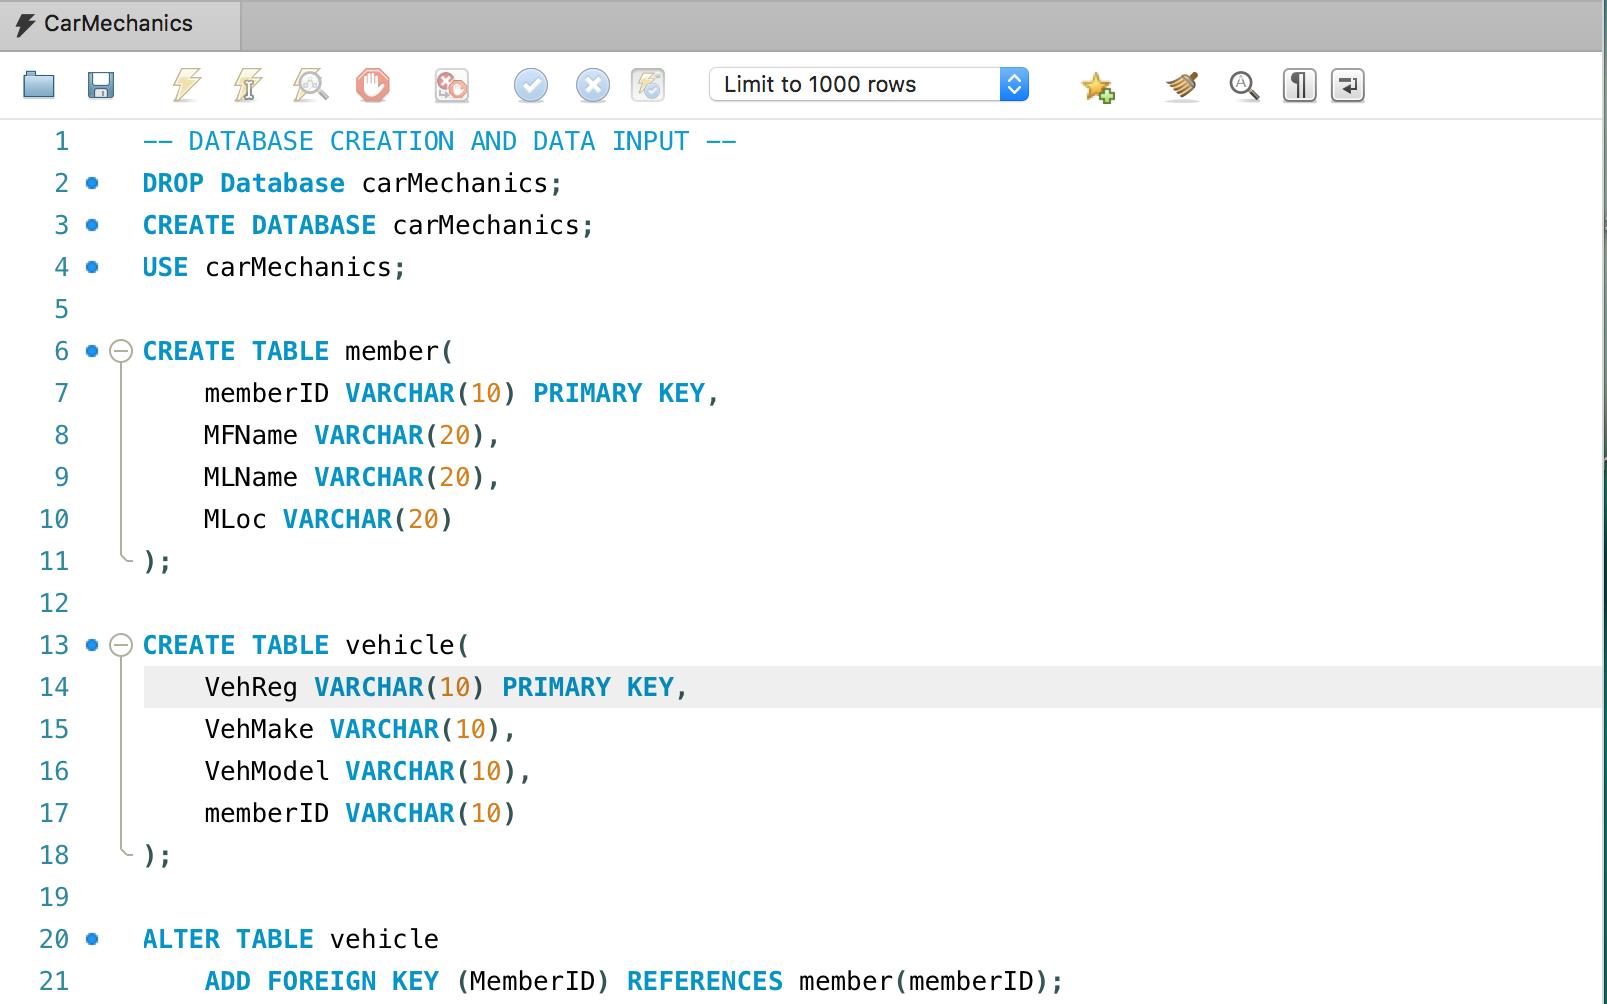 CarMechanics
Limit to 1000 rows
1 -- DATABASE CREATION AND DATA INPUT --
2 DROP Database carMechanics;
3 CREATE DATABASE carMechanics;
4 USE carMechanics;
5
6 CREATE TABLE member(
7 memberID VARCHAR(10) PRIMARY KEY,
8 MFName VARCHAR(20),
9 MLName VARCHAR(20),
10 MLoc VARCHAR(20)
11 );
12
13 CREATE TABLE vehicle(
14 VehReg VARCHAR(10) PRIMARY KEY,
15 VehMake VARCHAR(10),
16 VehModel VARCHAR(10),
17 memberID VARCHAR(10)
18 );
19
20 ALTER TABLE vehicle
21 ADD FOREIGN KEY (MemberID) REFERENCES member(memberID);